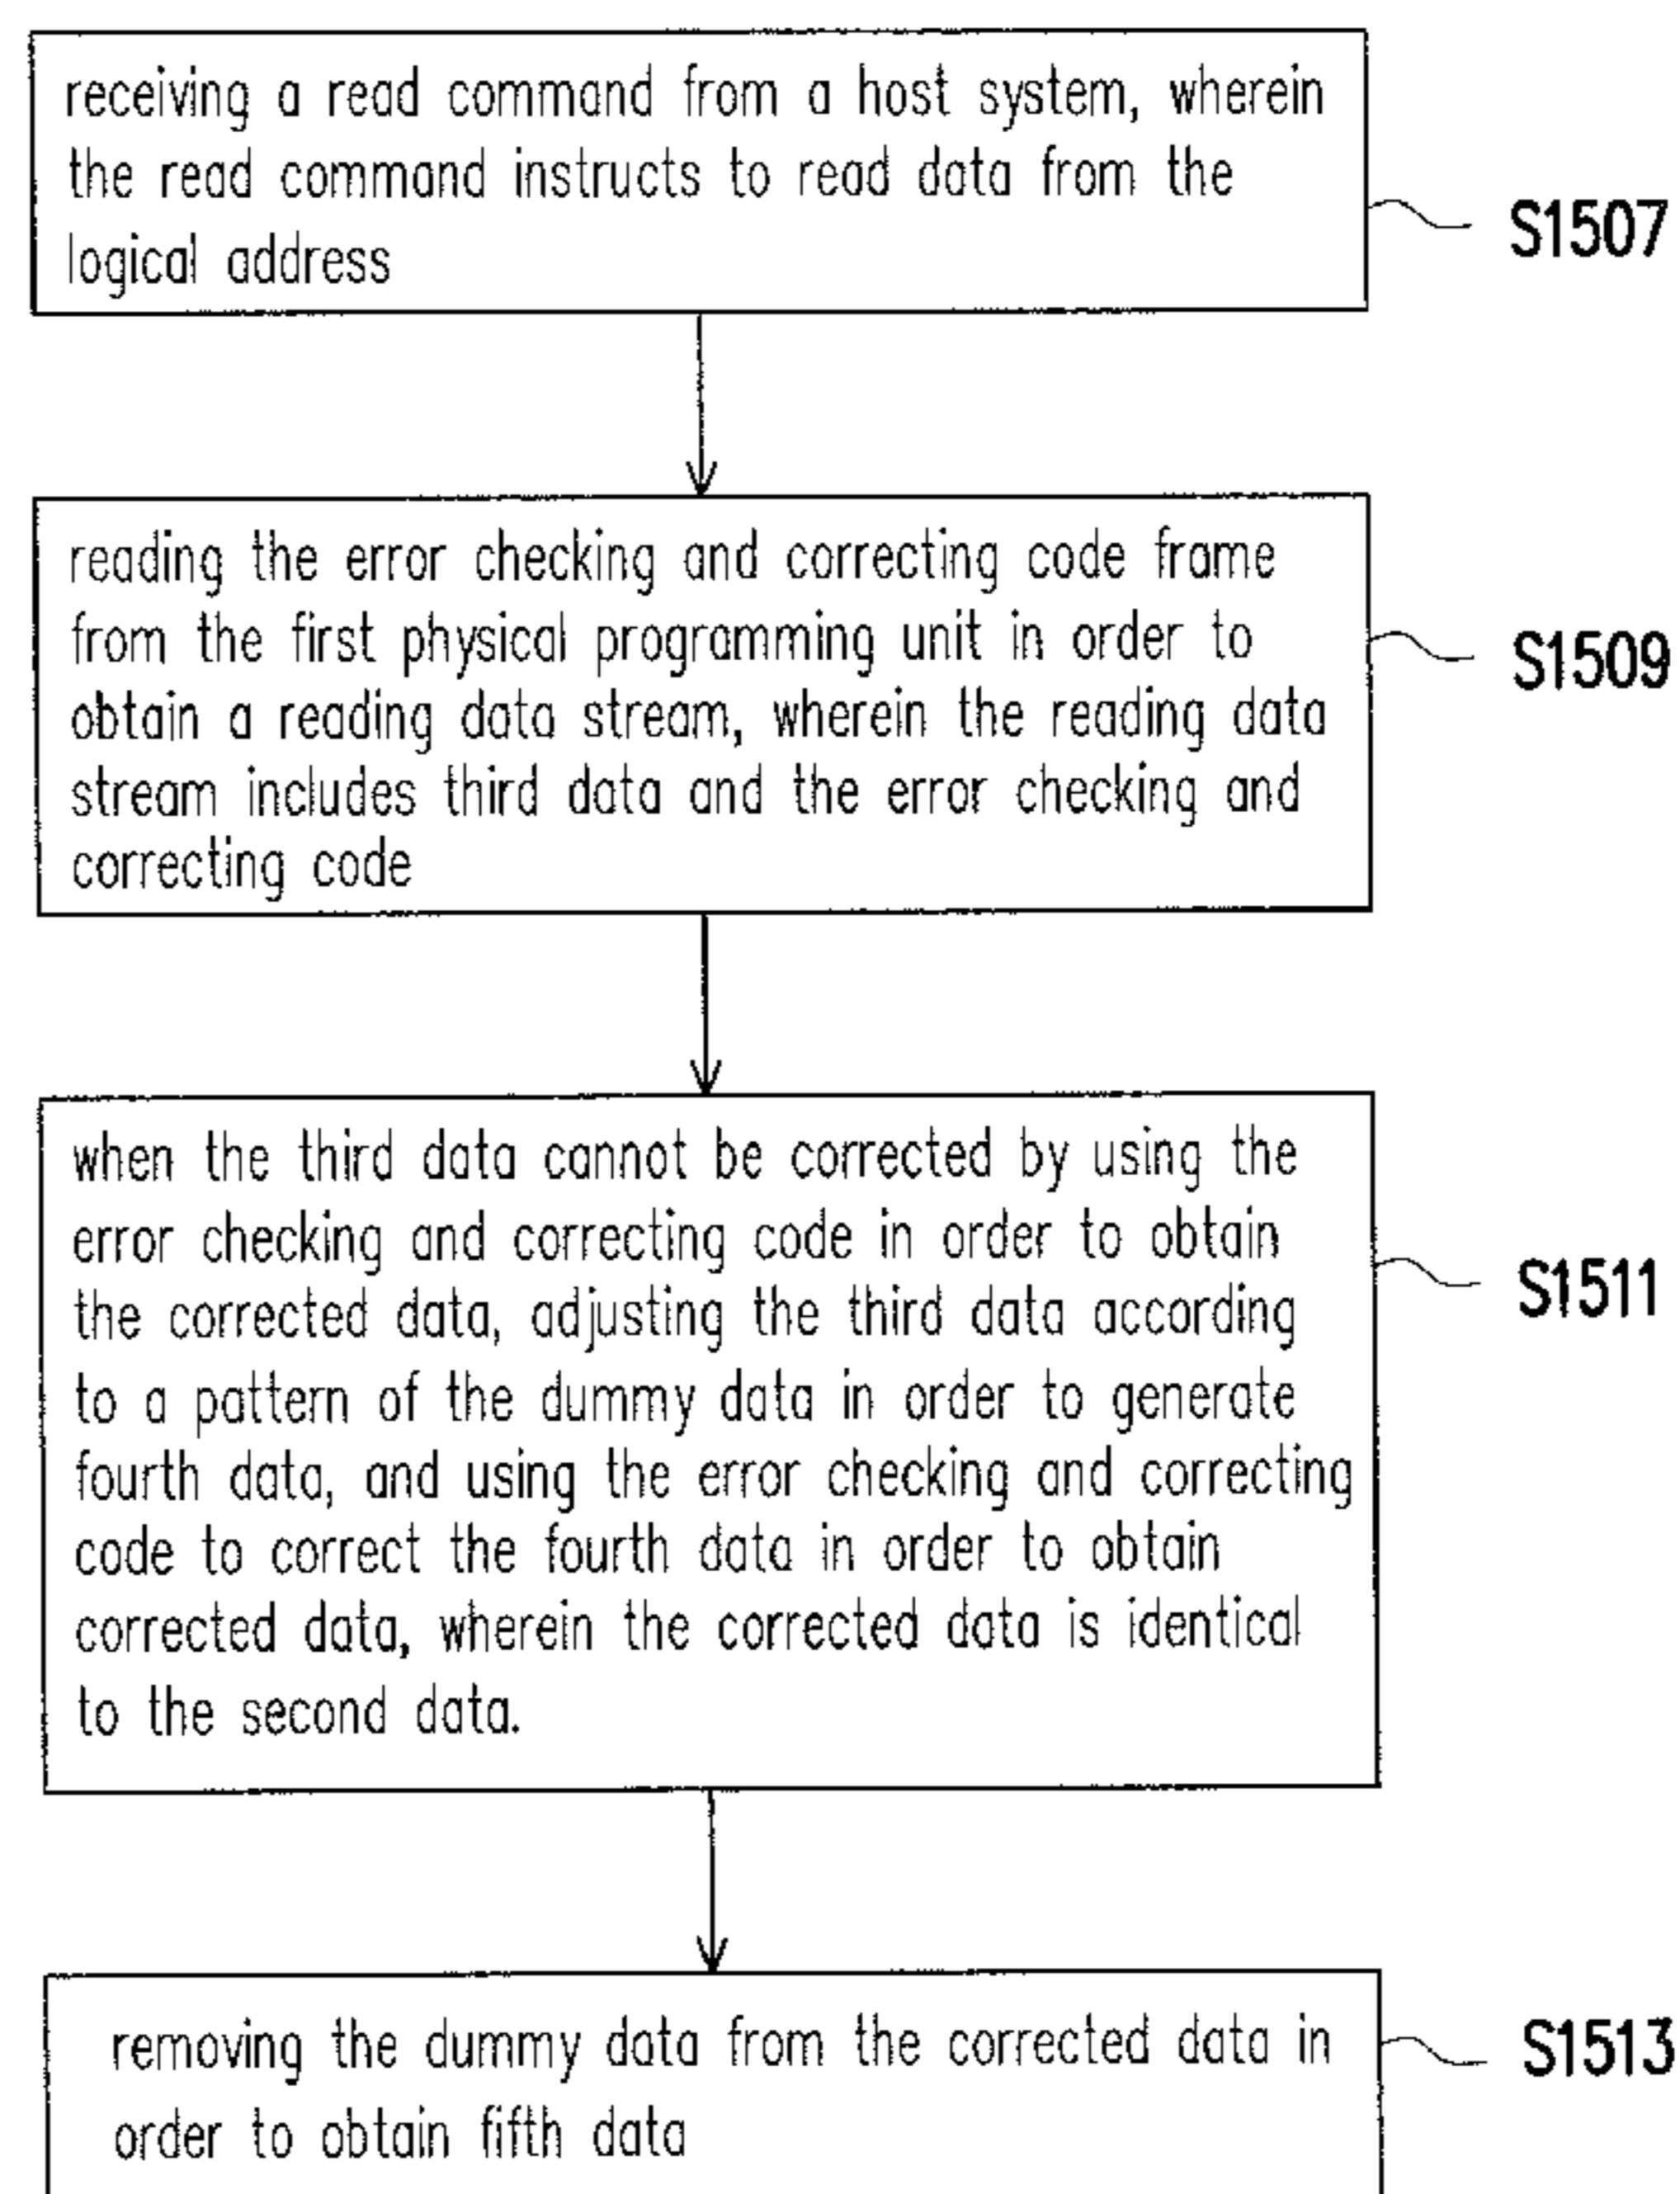 receiving a read command from a host system, wherein
the read command instructs to read data from the
logical address
S1507
reading the error checking and correcting code frame
from the first physical programming unit in order to
obtain a reading data stream, wherein the reading data
stream includes third data and the error checking and
correcting code
S1509
when the third data cannot be corrected by using the
error checking and correcting code in order to obtain
the corrected data, adjusting the third data according
to a pattern of the dummy data in order to generate
fourth data, and using the error checking and correcting
code to correct the fourth data in order to obtain
corrected data, wherein the corrected data is identical
to the second data.
S1511
removing the dummy data from the corrected data in
order to obtain fifth data
S1513